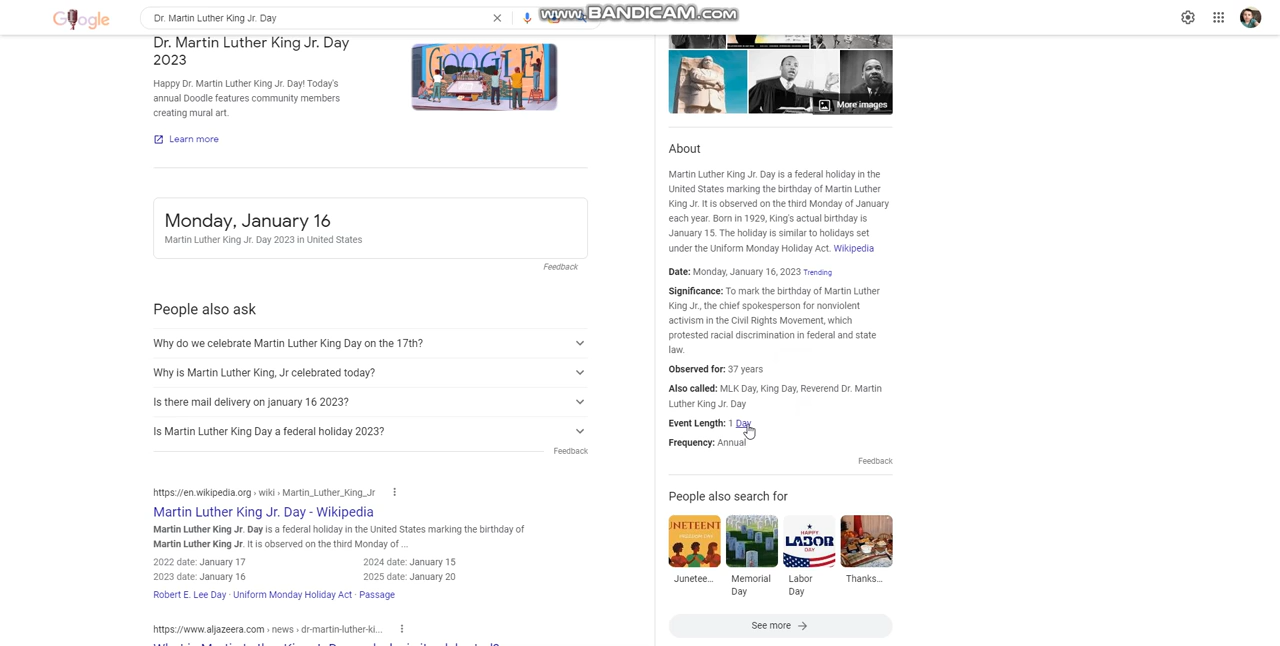 Google
Dr. Martin Luther King Jr. Day
www.BANDICAM.com
Dr. Martin Luther King Jr. Day
2023
Happy Dr. Martin Luther King Jr. Day! Today's
annual Doodle features community members
creating mural art.
GOOGLE
Learn more
Monday, January 16
Martin Luther King Jr. Day 2023 in United States
Feedback
People also ask
Why do we celebrate Martin Luther King Day on the 17th?
Why is Martin Luther King, Jr celebrated today?
Is there mail delivery on january 16 2023?
Is Martin Luther King Day a federal holiday 2023?
Feedback
https://en.wikipedia.org › wiki › Martin_Luther_King_Jr
Martin Luther King Jr. Day - Wikipedia
Martin Luther King Jr. Day is a federal holiday in the United States marking the birthday of
Martin Luther King Jr. It is observed on the third Monday of ...
2022 date: January 17
2024 date: January 15
2023 date: January 16
2025 date: January 20
Robert E. Lee Day · Uniform Monday Holiday Act · Passage
https://www.aljazeera.com › news › dr-martin-luther-ki...
More images
About
Martin Luther King Jr. Day is a federal holiday in the
United States marking the birthday of Martin Luther
King Jr. It is observed on the third Monday of January
each year. Born in 1929, King's actual birthday is
January 15. The holiday is similar to holidays set
under the Uniform Monday Holiday Act. Wikipedia
Date: Monday, January 16, 2023 Trending
Significance: To mark the birthday of Martin Luther
King Jr., the chief spokesperson for nonviolent
activism in the Civil Rights Movement, which
protested racial discrimination in federal and state
law.
Observed for: 37 years
Also called: MLK Day, King Day, Reverend Dr. Martin
Luther King Jr. Day
Event Length: 1 Day
Frequency: Annual
Feedback
People also search for
UNETEENT
HAPPY
LABOR
DAY
Junetee...
Memorial
Day
Labor
Day
Thanks...
See more